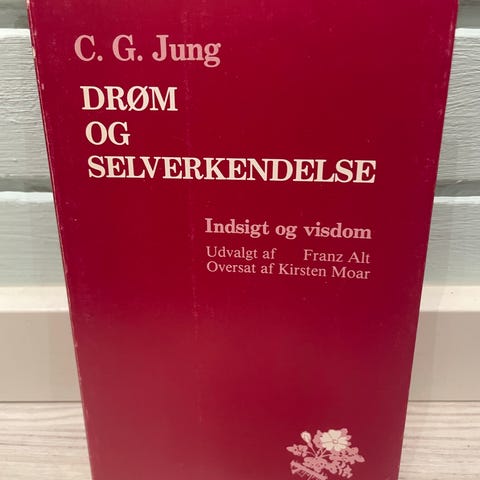 C. G. Jung
DRØM
OG
SELVERKENDELSE
Indsigt og visdom
Udvalgt af Franz Alt
Oversat af Kirsten Moar